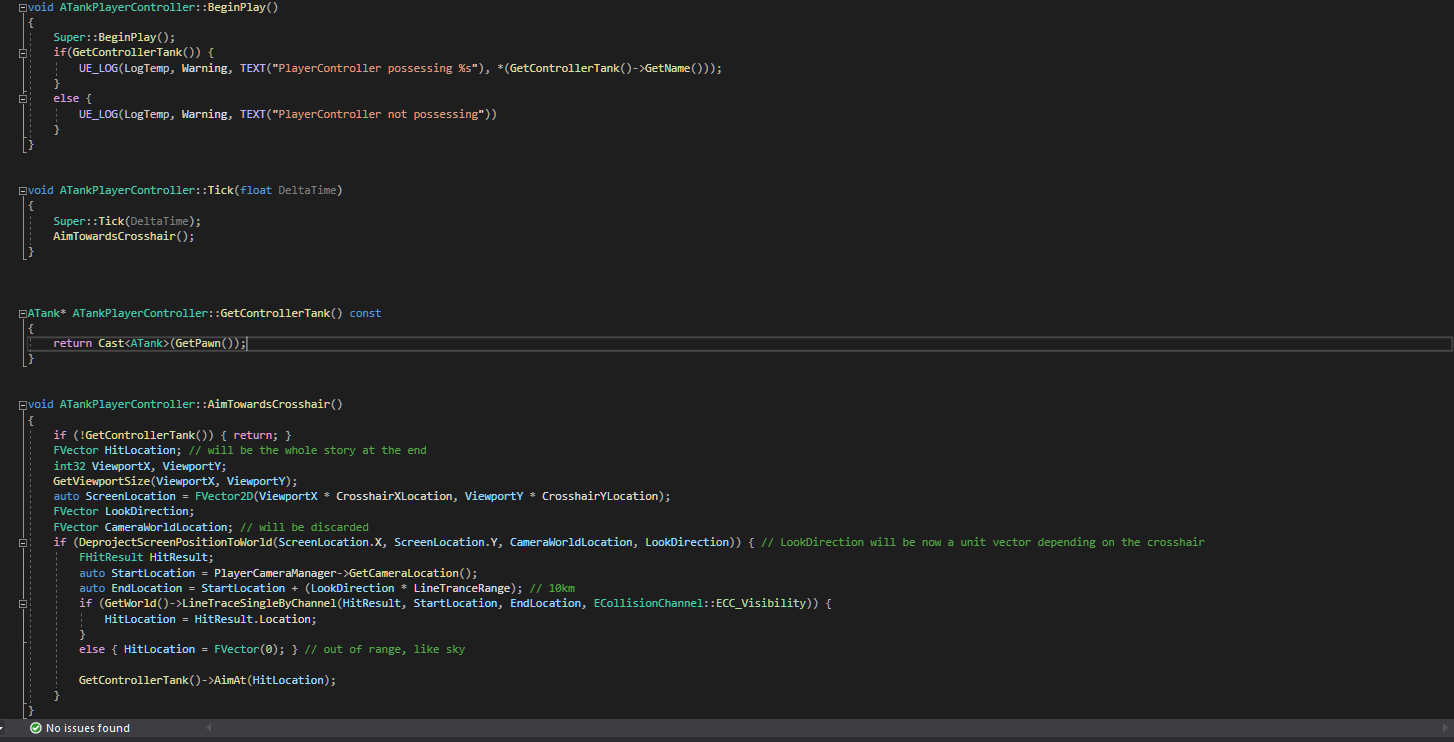 void ATankPlayerController::BeginPlay()
{
    Super::BeginPlay();
    if(GetControllerTank()) {
        UE_LOG(LogTemp, Warning, TEXT("PlayerController possessing %s"), *(GetControllerTank()->GetName()));
    }
    else {
        UE_LOG(LogTemp, Warning, TEXT("PlayerController not possessing"))
    }
}
void ATankPlayerController::Tick(float DeltaTime)
{
    Super::Tick(DeltaTime);
    AimTowardsCrosshair();
}
ATank* ATankPlayerController::GetControllerTank() const
{
    return Cast<ATank>(GetPawn());
}
void ATankPlayerController::AimTowardsCrosshair()
{
    if (!GetControllerTank()) { return; }
    FVector HitLocation; // will be the whole story at the end
    int32 ViewportX, ViewportY;
    GetViewportSize(ViewportX, ViewportY);
    auto ScreenLocation = FVector2D(ViewportX * CrosshairXLocation, ViewportY * CrosshairYLocation);
    FVector LookDirection;
    FVector CameraWorldLocation; // will be discarded
    if (DeprojectScreenPositionToWorld(ScreenLocation.X, ScreenLocation.Y, CameraWorldLocation, LookDirection)) { // LookDirection will be now a unit vector depending on the crosshair
        FHitResult HitResult;
        auto StartLocation = PlayerCameraManager->GetCameraLocation();
        auto EndLocation = StartLocation + (LookDirection * LineTranceRange); // 10km
        if (GetWorld()->LineTraceSingleByChannel(HitResult, StartLocation, EndLocation, ECollisionChannel::ECC_Visibility)) {
            HitLocation = HitResult.Location;
        }
        else { HitLocation = FVector(0); } // out of range, like sky
        GetControllerTank()->AimAt(HitLocation);
    }
}
No issues found